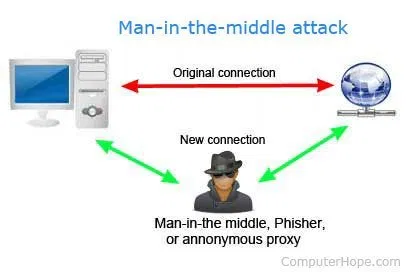 Man-in-the-middle attack
Original connection
New connection
Man-in-the middle, Phisher,
or annonymous proxy
ComputerHope.com